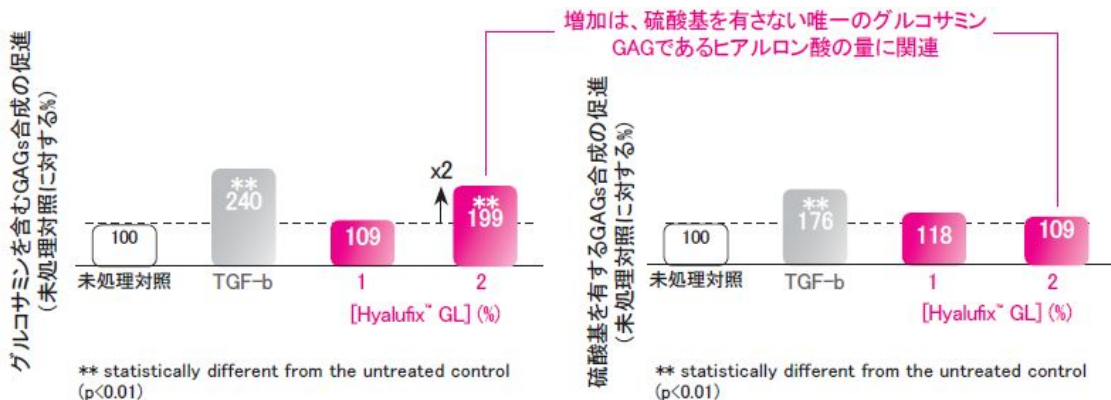 増加は、硫酸基を有さない唯一のグルコサミン
GAGであるヒアルロン酸の量に関連
グルコサミンを含むGAGs合成の促進
(未処理対照に対する%)
100
**
240
109
x2
**
199
未処理対照
TGF-b
1
2
[Hyalufix™ GL] (%)
** statistically different from the untreated control
(p<0.01)
硫酸基を有するGAGs合成の促進
(未処理対照に対する%)
100
**
176
118
109
未処理対照
TGF-b
1
2
[Hyalufix™ GL] (%)
** statistically different from the untreated control
(p<0.01)